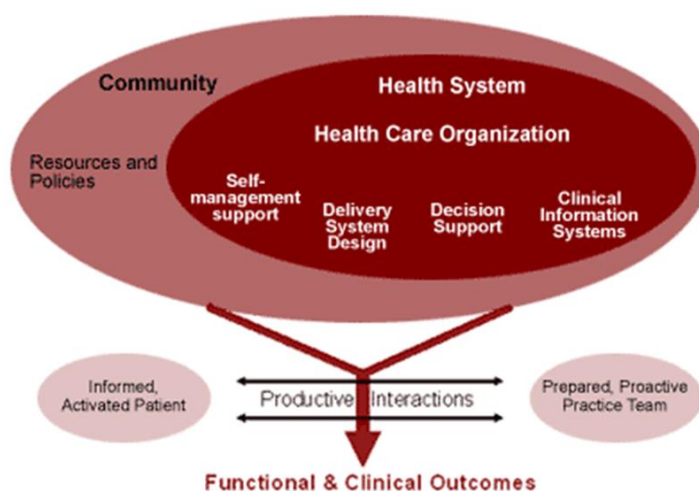 Community
Health System
Health Care Organization
Resources and
Policies
Self-
management
support
Delivery
System
Design
Decision
Support
Clinical
Information
Systems
Informed,
Activated Patient
Productive Interactions
Prepared, Proactive
Practice Team
Functional & Clinical Outcomes